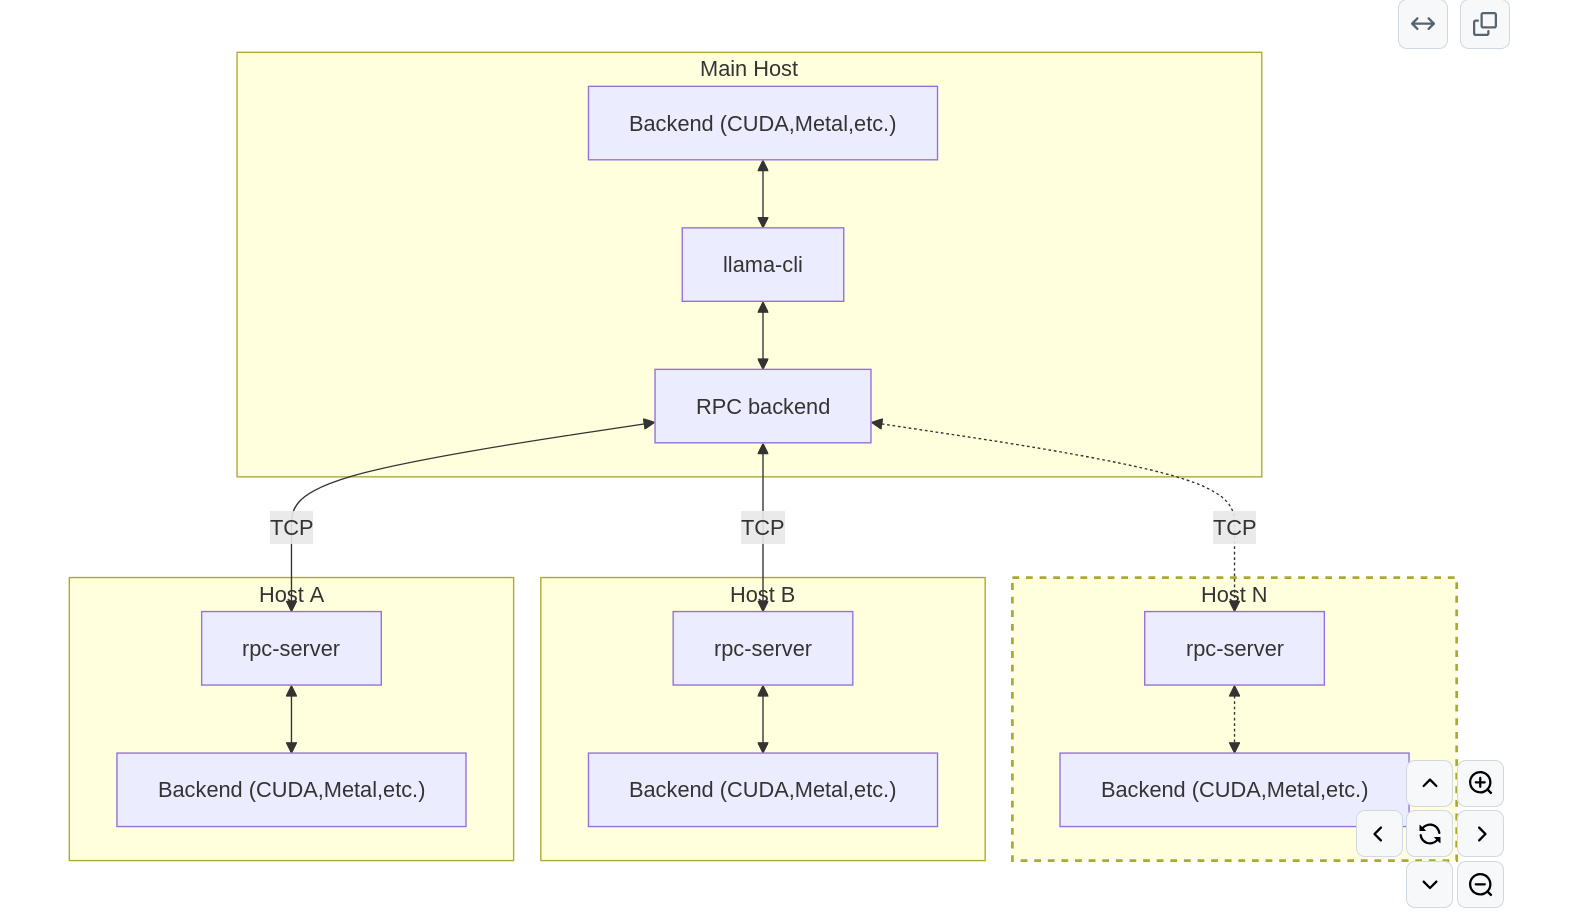 Main Host
Backend (CUDA,Metal,etc.)
llama-cli
RPC backend
TCP
TCP
TCP
Host A
Host B
Host N
rpc-server
rpc-server
rpc-server
Backend (CUDA,Metal,etc.)
Backend (CUDA,Metal,etc.)
Backend (CUDA,Metal,etc.)